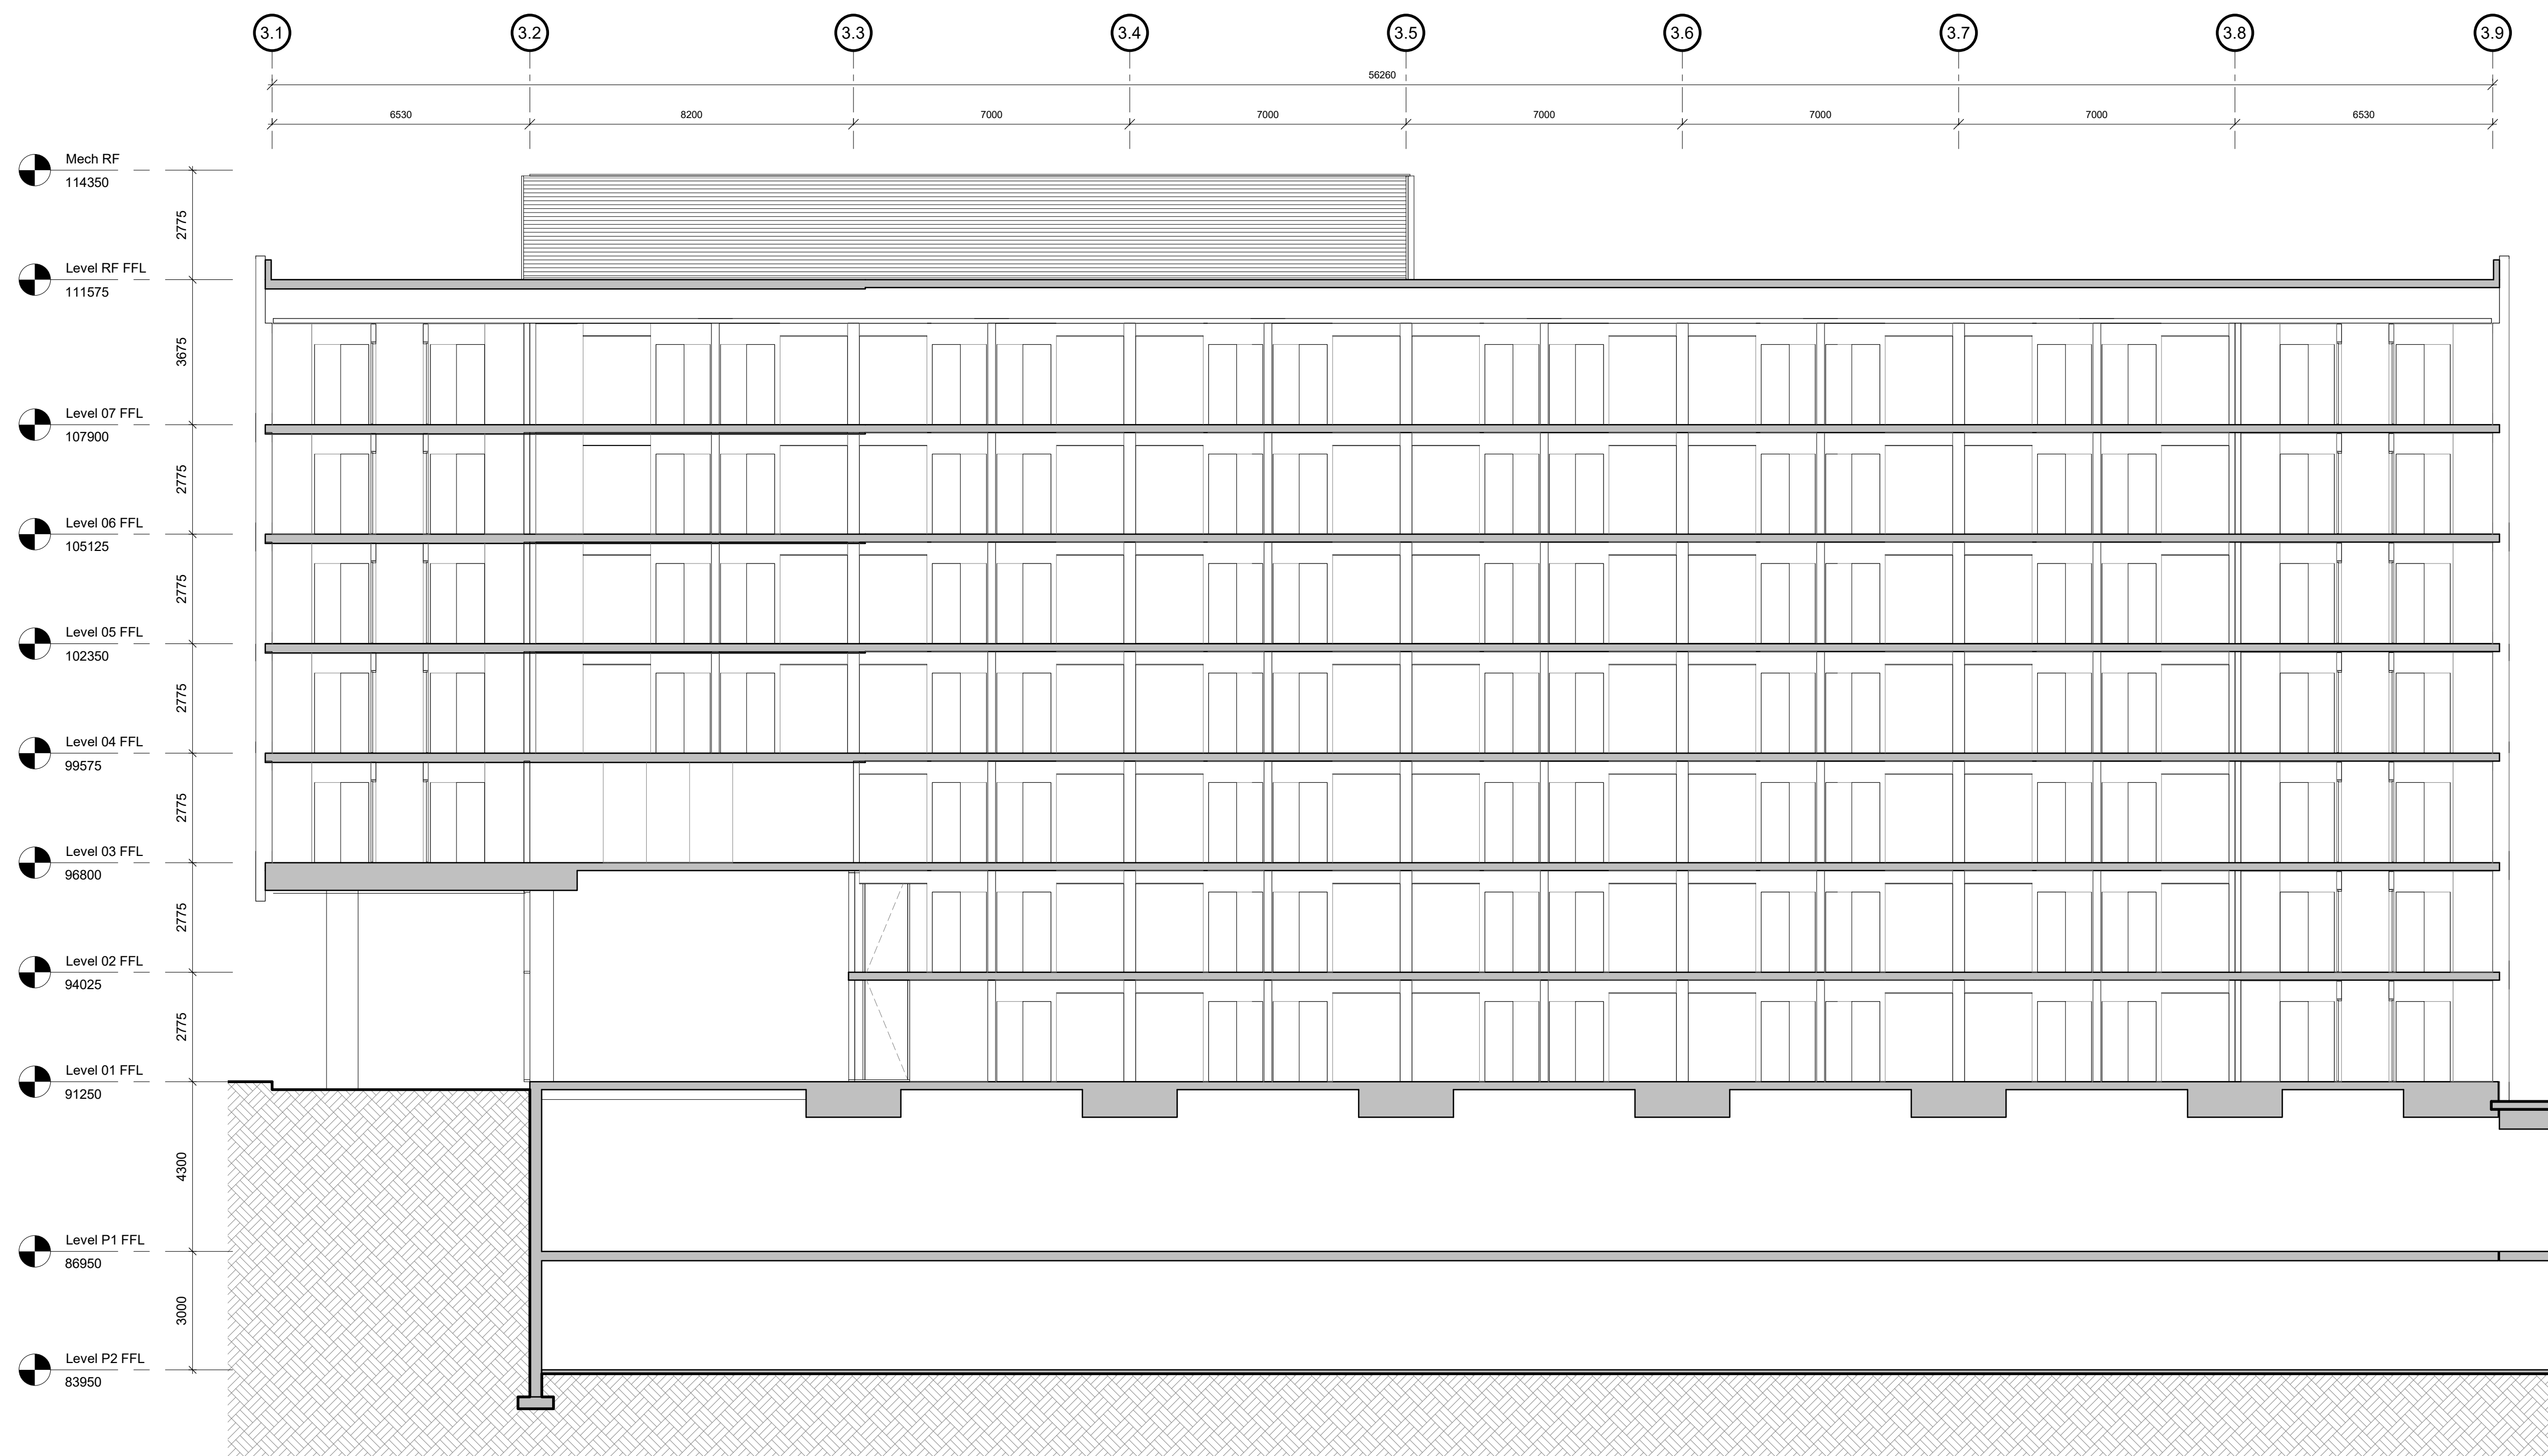 3.1 3.2 3.3 3.4 3.5 3.6 3.7 3.8 3.9
56260
6530 8200 7000 7000 7000 7000 7000 6530
Mech RF
114350
2775
Level RF FFL
111575
3675
Level 07 FFL
107900
2775
Level 06 FFL
105125
2775
Level 05 FFL
102350
2775
Level 04 FFL
99575
2775
Level 03 FFL
96800
2775
Level 02 FFL
94025
2775
Level 01 FFL
91250
4300
Level P1 FFL
86950
3000
Level P2 FFL
83950